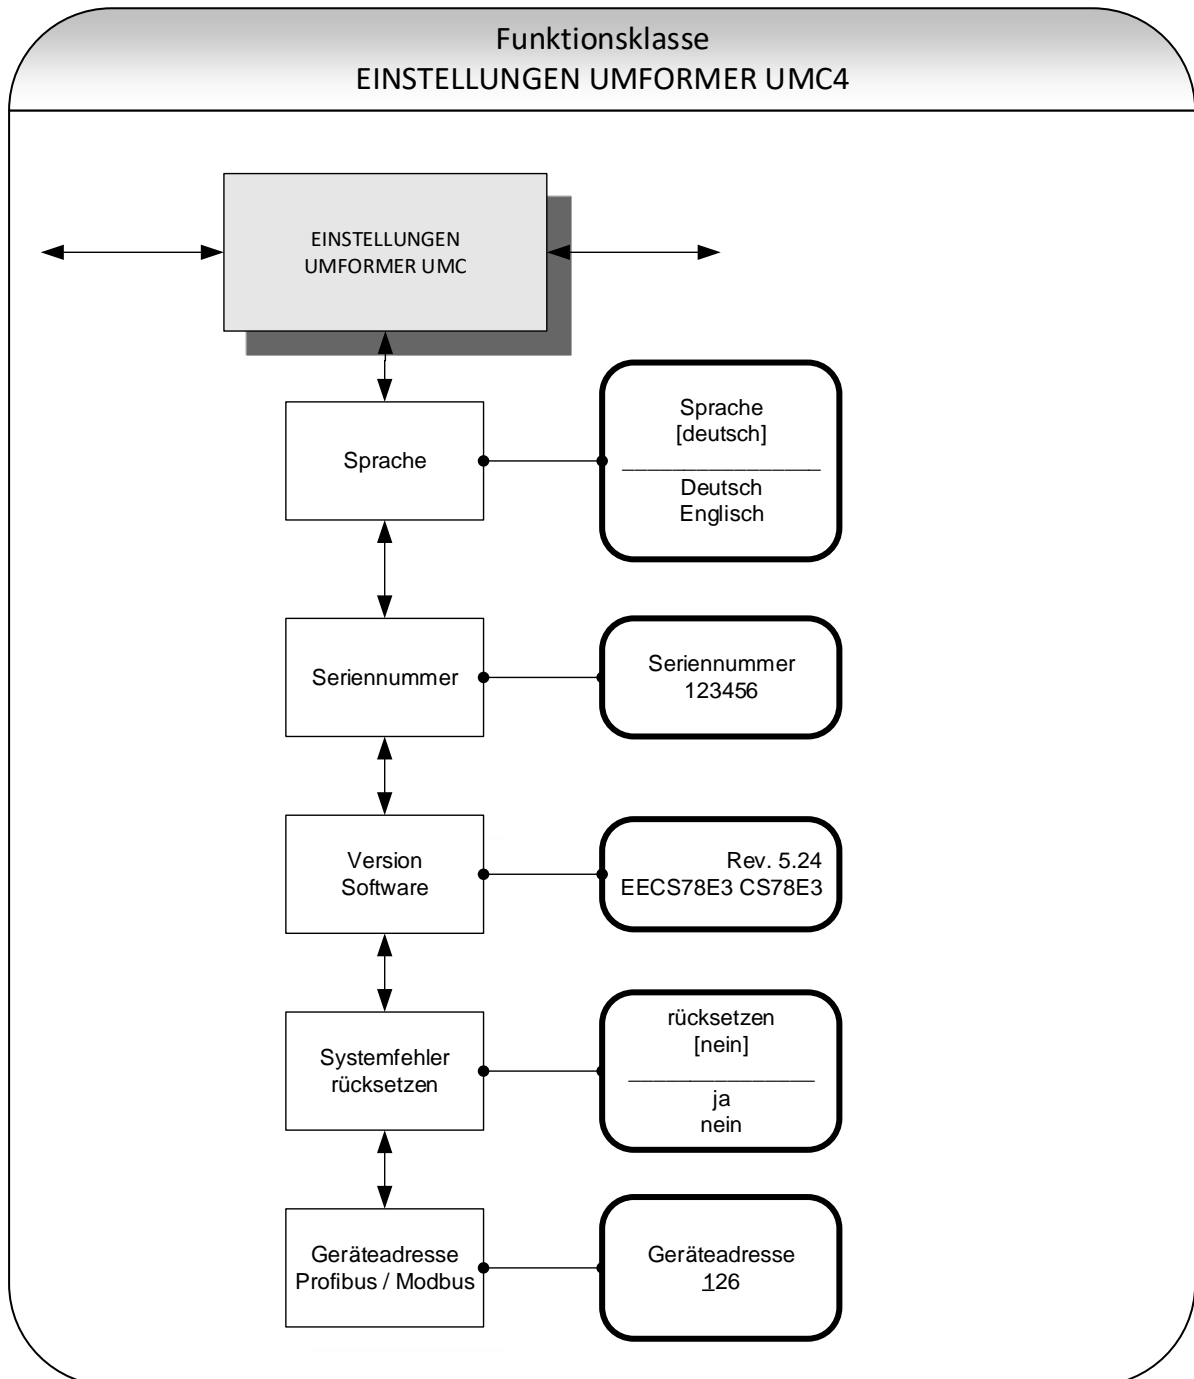 Funktionsklasse
EINSTELLUNGEN UMFORMER UMC4
EINSTELLUNGEN
UMFORMER UMC
Sprache
Sprache
[deutsch]
Deutsch
Englisch
Seriennummer
Seriennummer
123456
Version
Software
Rev. 5.24
EECS78E3 CS78E3
Systemfehler
rücksetzen
rücksetzen
[nein]
ja
nein
Geräteadresse
Profibus / Modbus
Geräteadresse
126